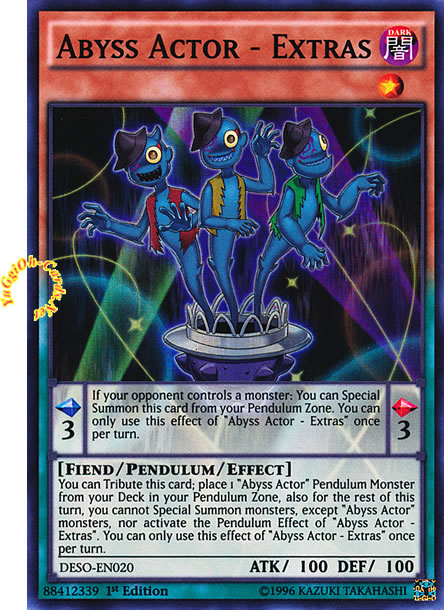 Abyss Actor - Extras
DARK
闇
YuGiOh-Cards.Net
If your opponent controls a monster: You can Special
Summon this card from your Pendulum Zone. You can
only use this effect of "Abyss Actor - Extras" once
per turn.
3
3
[Fiend/Pendulum/Effect]
You can Tribute this card; place 1 "Abyss Actor" Pendulum Monster
from your Deck in your Pendulum Zone, also for the rest of this
turn, you cannot Special Summon monsters, except "Abyss Actor"
monsters, nor activate the Pendulum Effect of "Abyss Actor -
Extras". You can only use this effect of "Abyss Actor - Extras" once
per turn.
DESO-EN020
ATK/ 100 DEF/ 100
88412339
1st Edition
©1996 KAZUKI TAKAHASHI